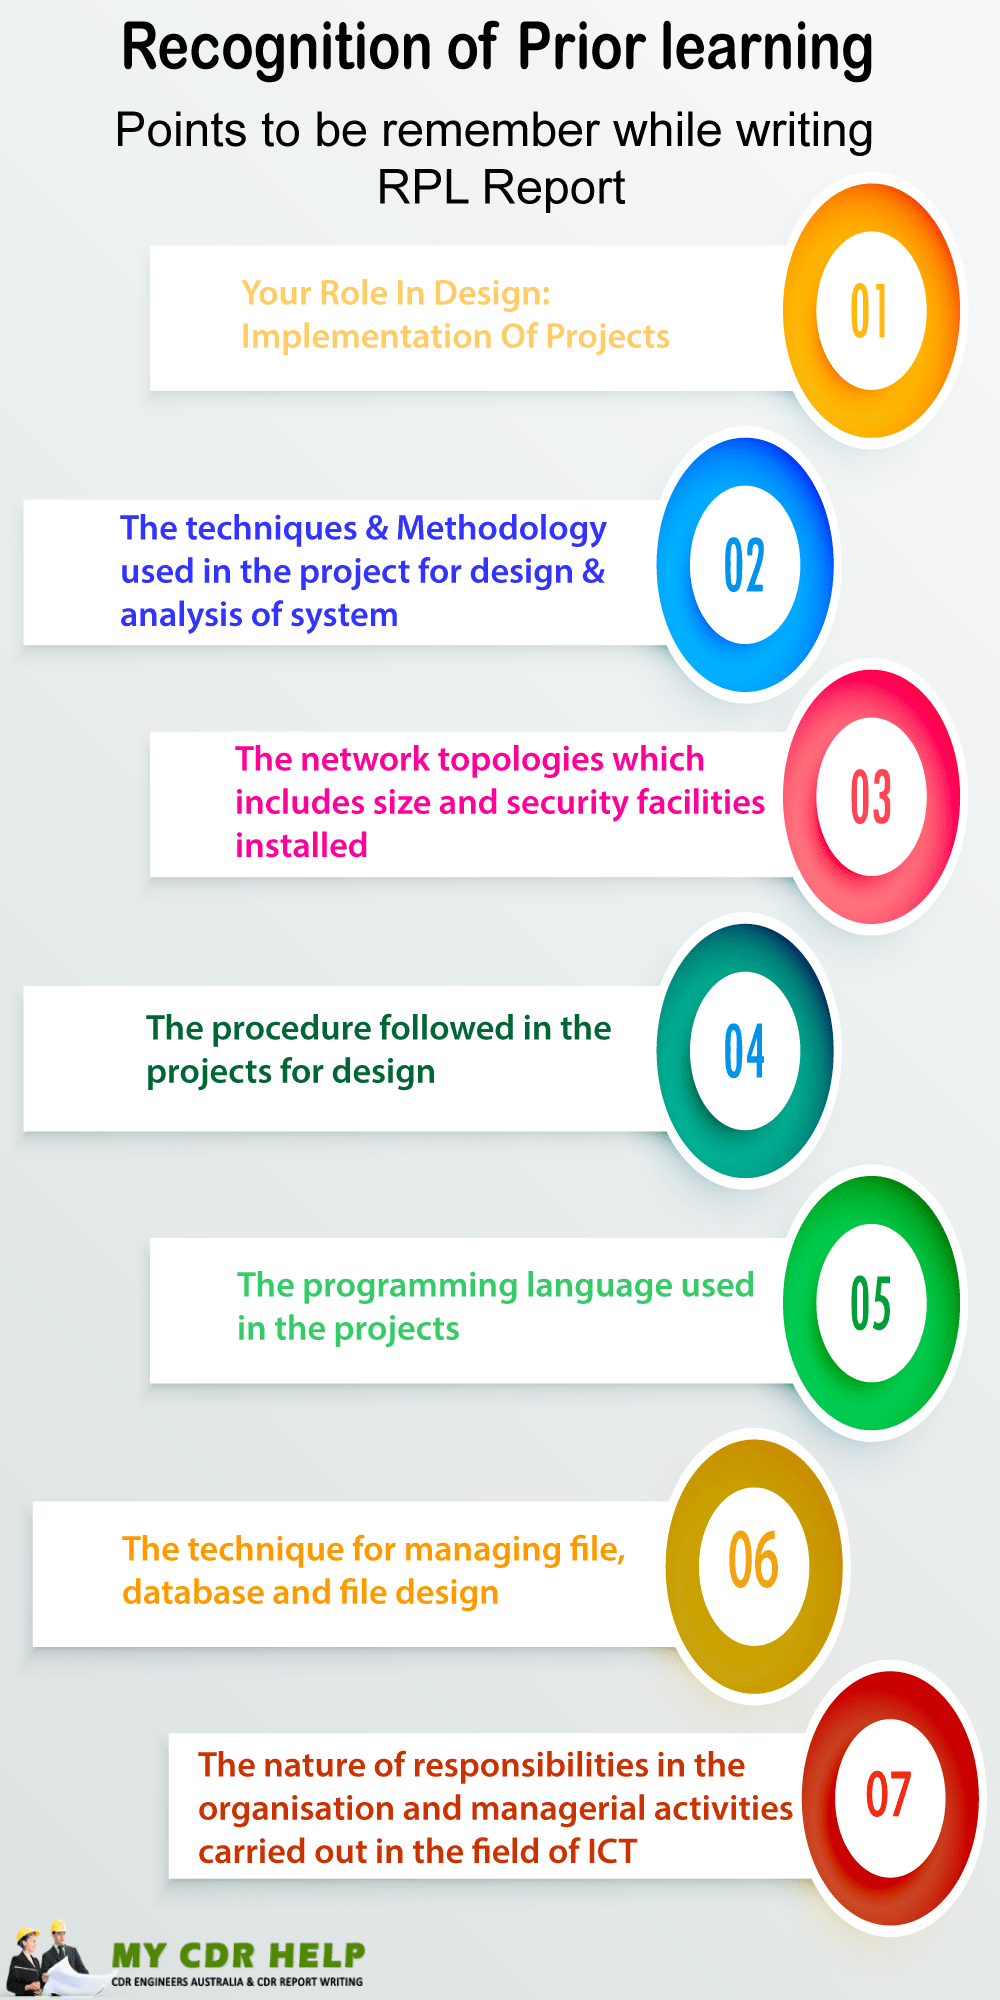 Recognition of Prior learning
Points to be remember while writing
RPL Report
Your Role In Design:
Implementation Of Projects
01
The techniques & Methodology
used in the project for design &
analysis of system
02
The network topologies which
includes size and security facilities
installed
03
The procedure followed in the
projects for design
04
The programming language used
in the projects
05
The technique for managing file,
database and file design
06
The nature of responsibilities in the
organisation and managerial activities
carried out in the field of ICT
07
MY CDR HELP
CDR ENGINEERS AUSTRALIA & CDR REPORT WRITING